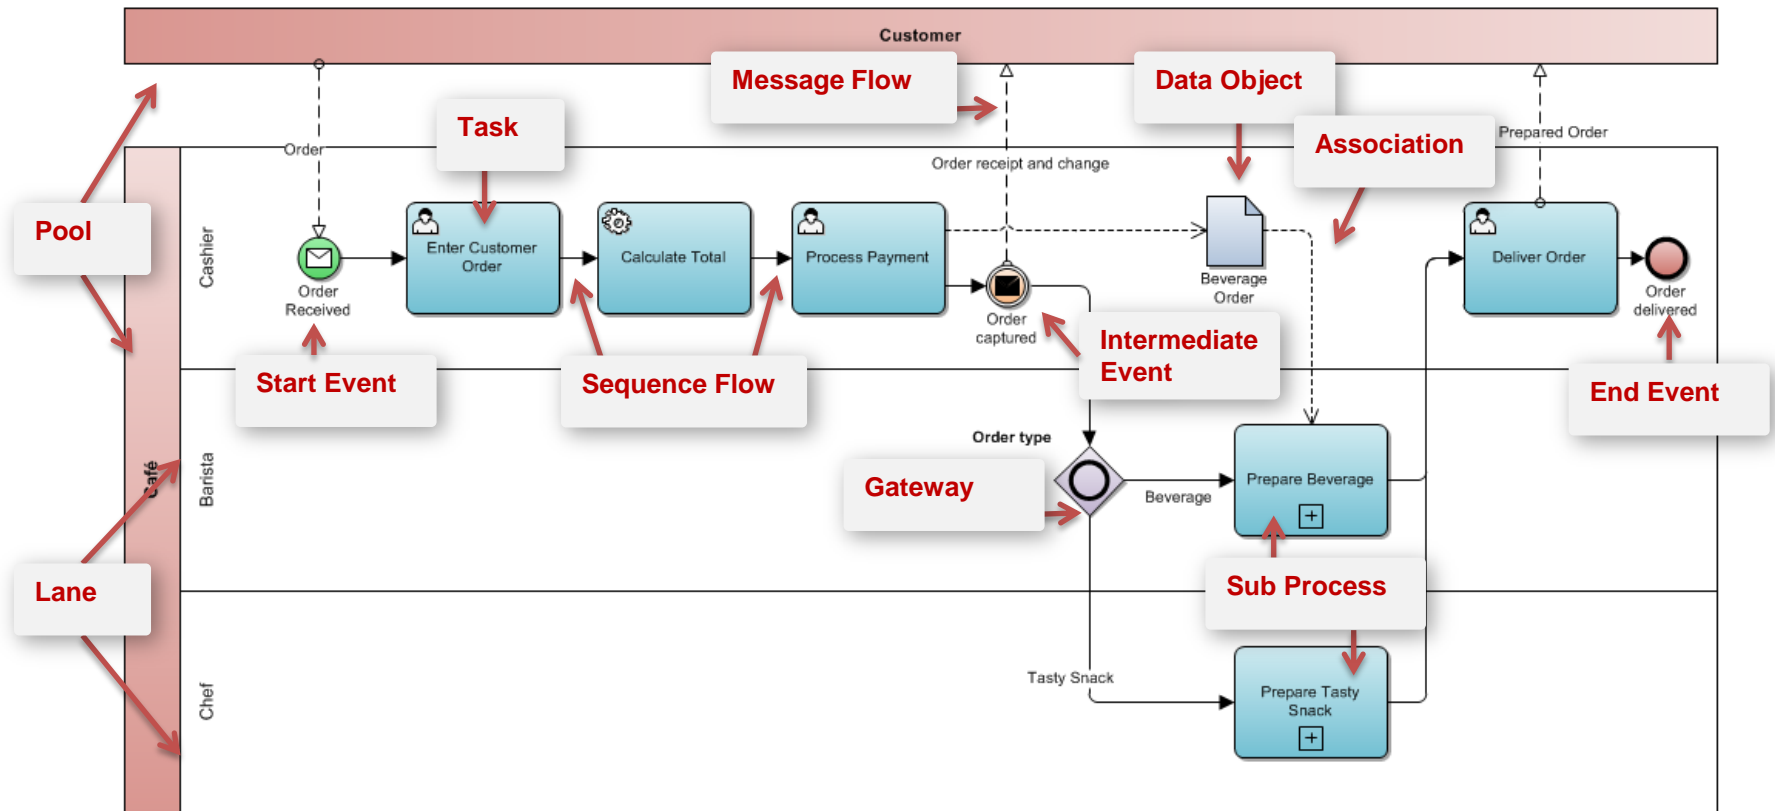 Customer
Message Flow
Data Object
Task
Prepared Order
Association
Order
Order receipt and change
Pool
Cashier
Enter Customer
Order
Calculate Total
Process Payment
Deliver Order
Beverage
Order
Order
Received
Order
captured
Order
delivered
Start Event
Sequence Flow
Intermediate
Event
End Event
Café
Barista
Order type
Gateway
Beverage
Prepare Beverage
Lane
Sub Process
Chef
Tasty Snack
Prepare Tasty
Snack